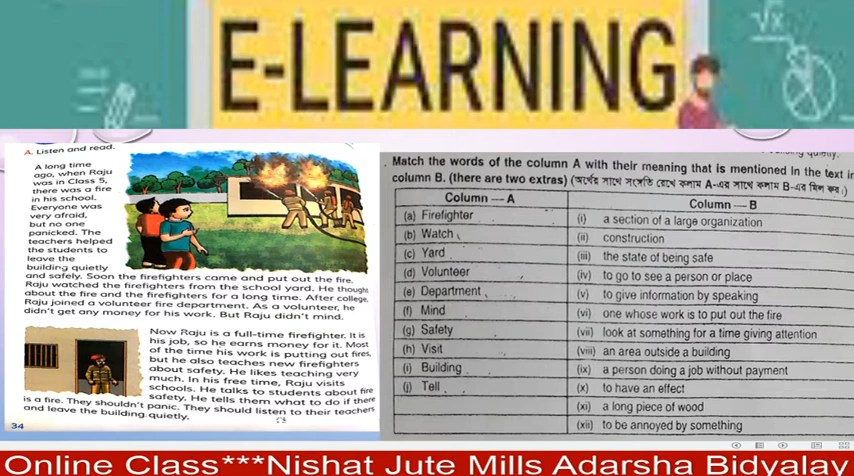 E-LEARNING
√x
A. Listen and read.
A long time
ago, when Raju
was in Class 5,
there was a fire
in his school.
Everyone was
very afraid,
but no one
panicked. The
teachers helped
the students to
leave the
building quietly
and safely. Soon the firefighters came and put out the fire.
Raju watched the firefighters from the school yard. He thought
about the fire and the firefighters for a long time. After college,
Raju joined a volunteer fire department. As a volunteer, he
didn't get any money for his work. But Raju didn't mind.
Now Raju is a full-time firefighter. It is
his job, so he earns money for it. Most
of the time his work is putting out fires,
but he also teaches new firefighters
about safety. He likes teaching very
much. In his free time, Raju visits
schools. He talks to students about fire
safety. He tells them what to do if there
is a fire. They shouldn't panic. They should listen to their teachers
and leave the building quietly.
34
quietly.
Match the words of the column A with their meaning that is mentioned in the text in
column B. (there are two extras) (অর্থের সাথে সংগতি রেখে কলাম A-এর সাথে কলাম B-এর মিল কর।)
Column — A
Column — B
(a) Firefighter
(i) a section of a large organization
(b) Watch
(ii) construction
(c) Yard
(iii) the state of being safe
(d) Volunteer
(iv) to go to see a person or place
(e) Department
(v) to give information by speaking
(f) Mind
(vi) one whose work is to put out the fire
(g) Safety
(vii) look at something for a time giving attention
(h) Visit
(viii) an area outside a building
(i) Building
(ix) a person doing a job without payment
(j) Tell
(x) to have an effect
(xi) a long piece of wood
(xii) to be annoyed by something
Online Class***Nishat Jute Mills Adarsha Bidyalay